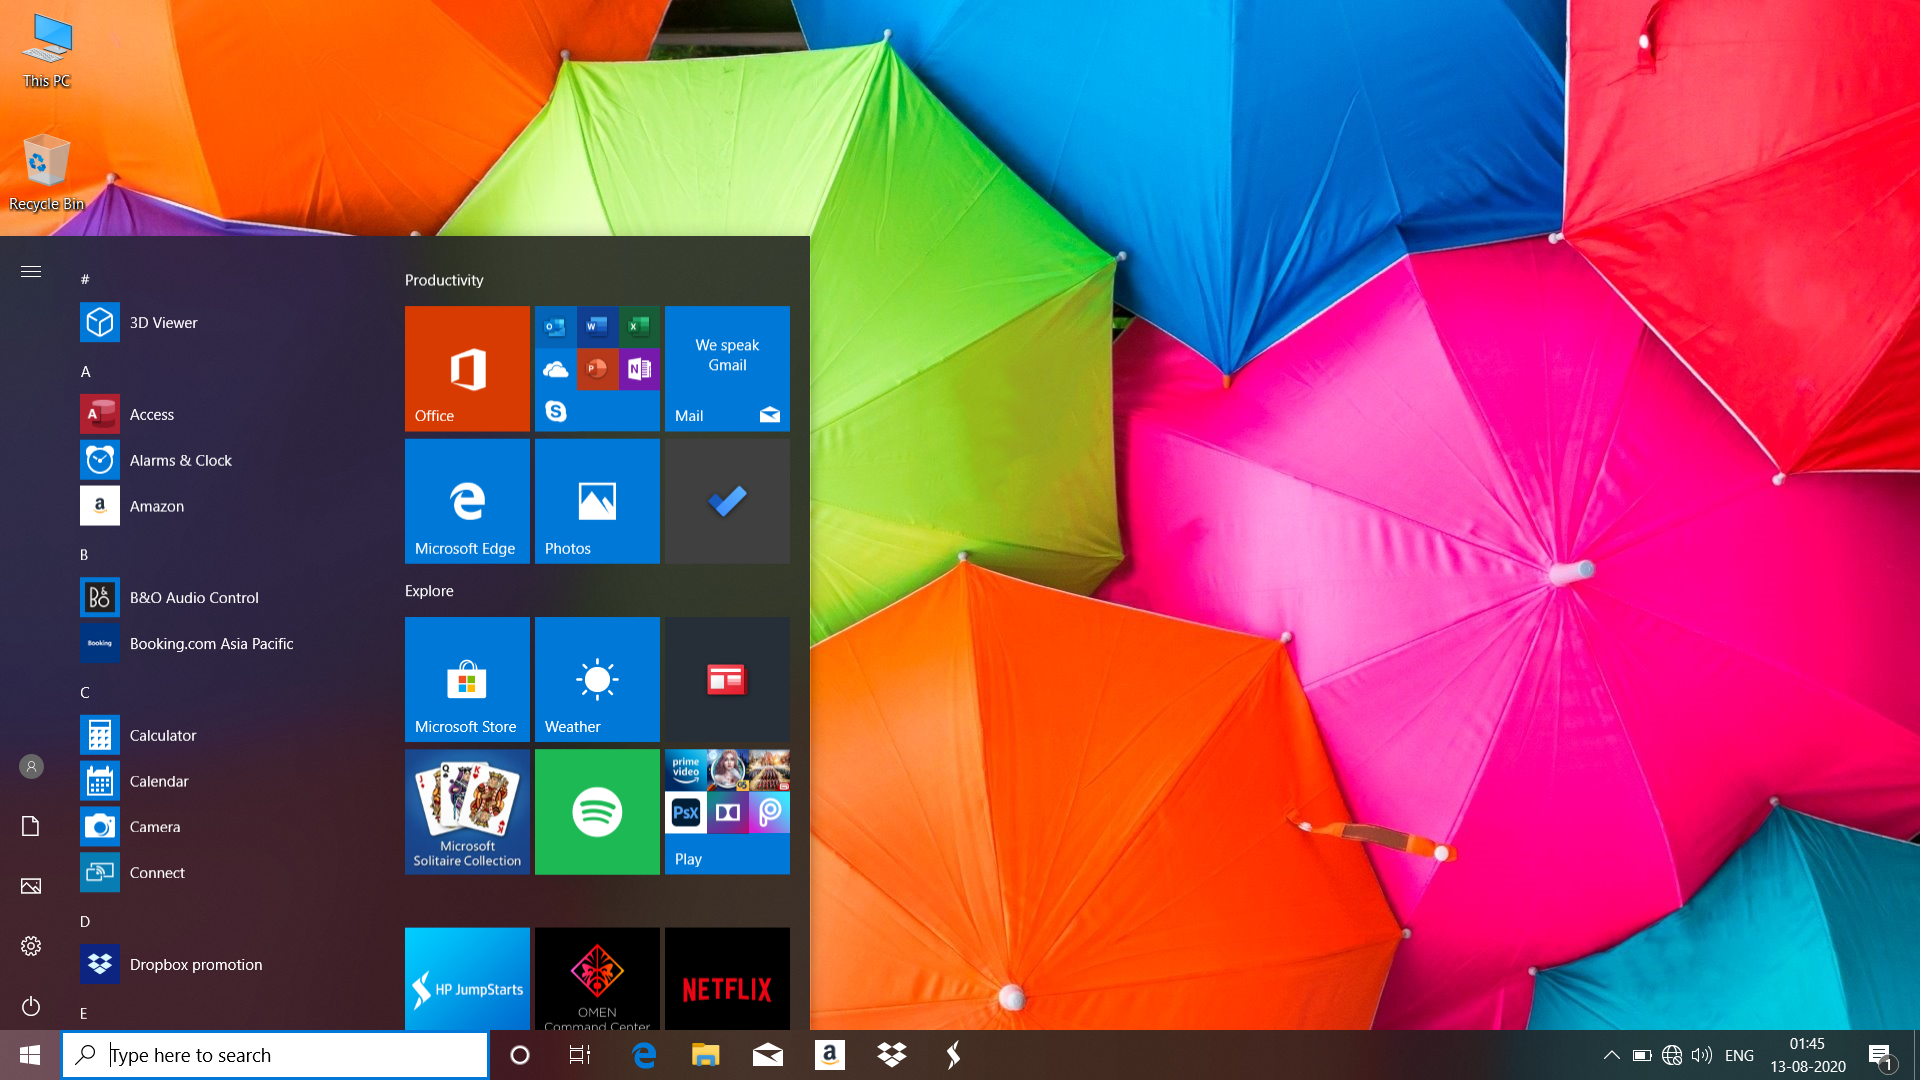 This PC
Recycle Bin
#
3D Viewer
A
Access
Alarms & Clock
Amazon
B
B&O Audio Control
Booking
Booking.com Asia Pacific
C
Calculator
Calendar
Camera
Connect
D
Dropbox promotion
E
Productivity
Office
We speak
Gmail
Mail
Microsoft Edge
Photos
Explore
Microsoft Store
Weather
Microsoft
Solitaire Collection
prime
video
PsX
Play
HP JumpStarts
OMEN
Command Center
NETFLIX
Type here to search
ENG
01:45
13-08-2020
1